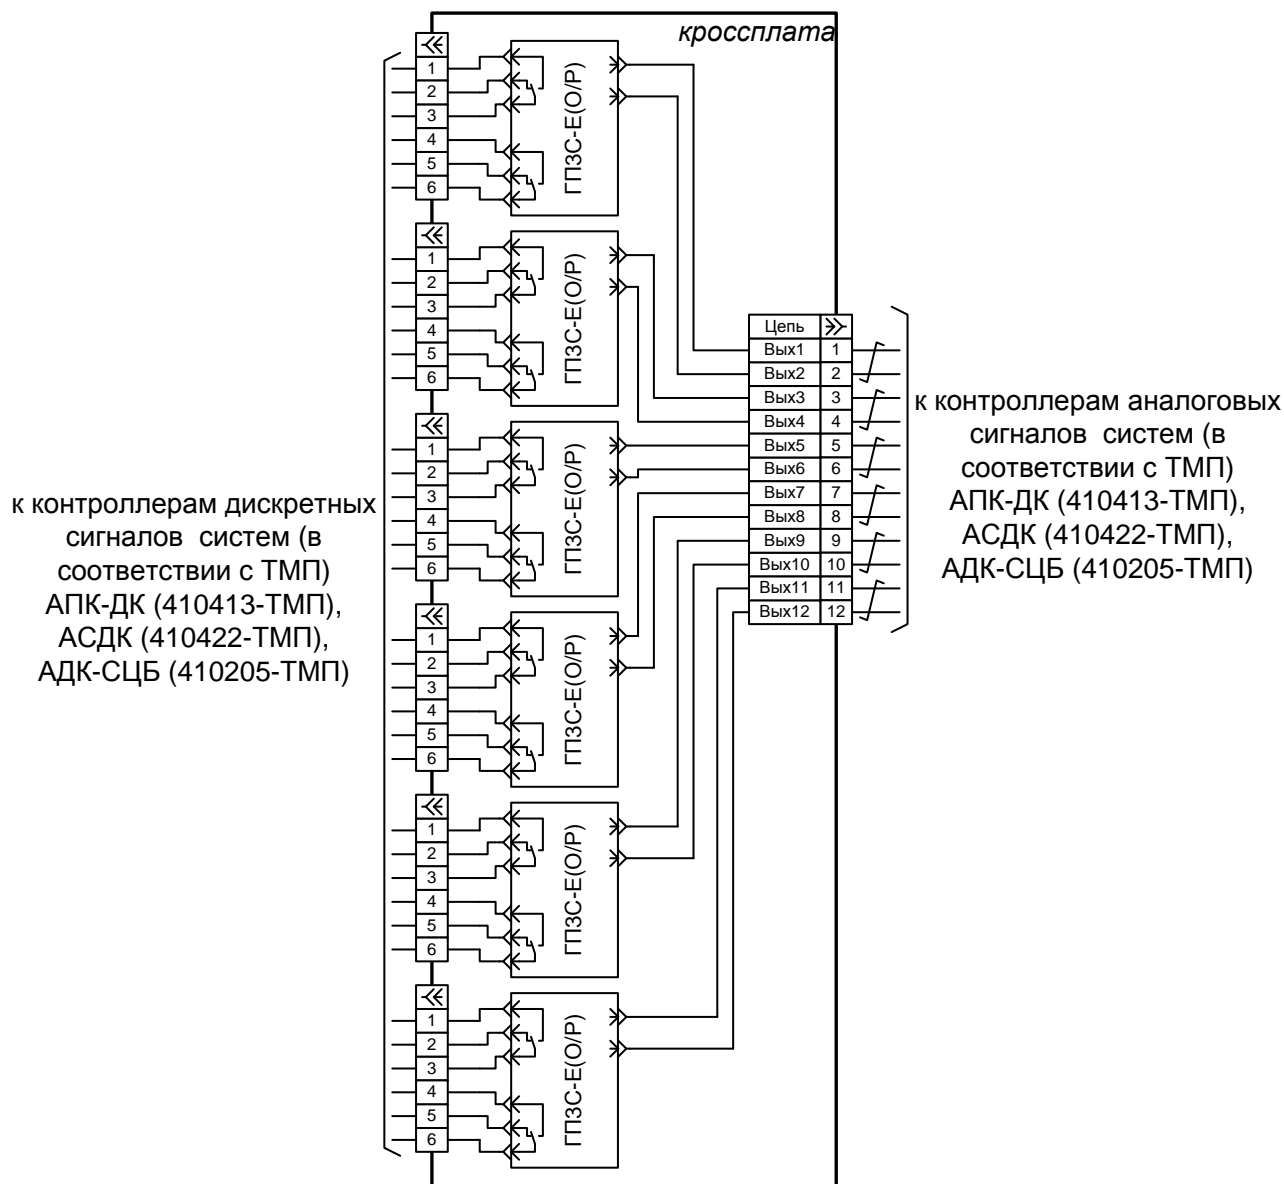 кроссплата
1
2
3
4
5
6
ГПЗС-Е(О/Р)
1
2
3
4
5
6
ГПЗС-Е(О/Р)
1
2
3
4
5
6
ГПЗС-Е(О/Р)
1
2
3
4
5
6
ГПЗС-Е(О/Р)
1
2
3
4
5
6
ГПЗС-Е(О/Р)
1
2
3
4
5
6
ГПЗС-Е(О/Р)
к контроллерам дискретных
сигналов систем (в
соответствии с ТМП)
АПК-ДК (410413-ТМП),
АСДК (410422-ТМП),
АДК-СЦБ (410205-ТМП)
Цепь
Вых1 1
Вых2 2
Вых3 3
Вых4 4
Вых5 5
Вых6 6
Вых7 7
Вых8 8
Вых9 9
Вых10 10
Вых11 11
Вых12 12
к контроллерам аналоговых
сигналов систем (в
соответствии с ТМП)
АПК-ДК (410413-ТМП),
АСДК (410422-ТМП),
АДК-СЦБ (410205-ТМП)